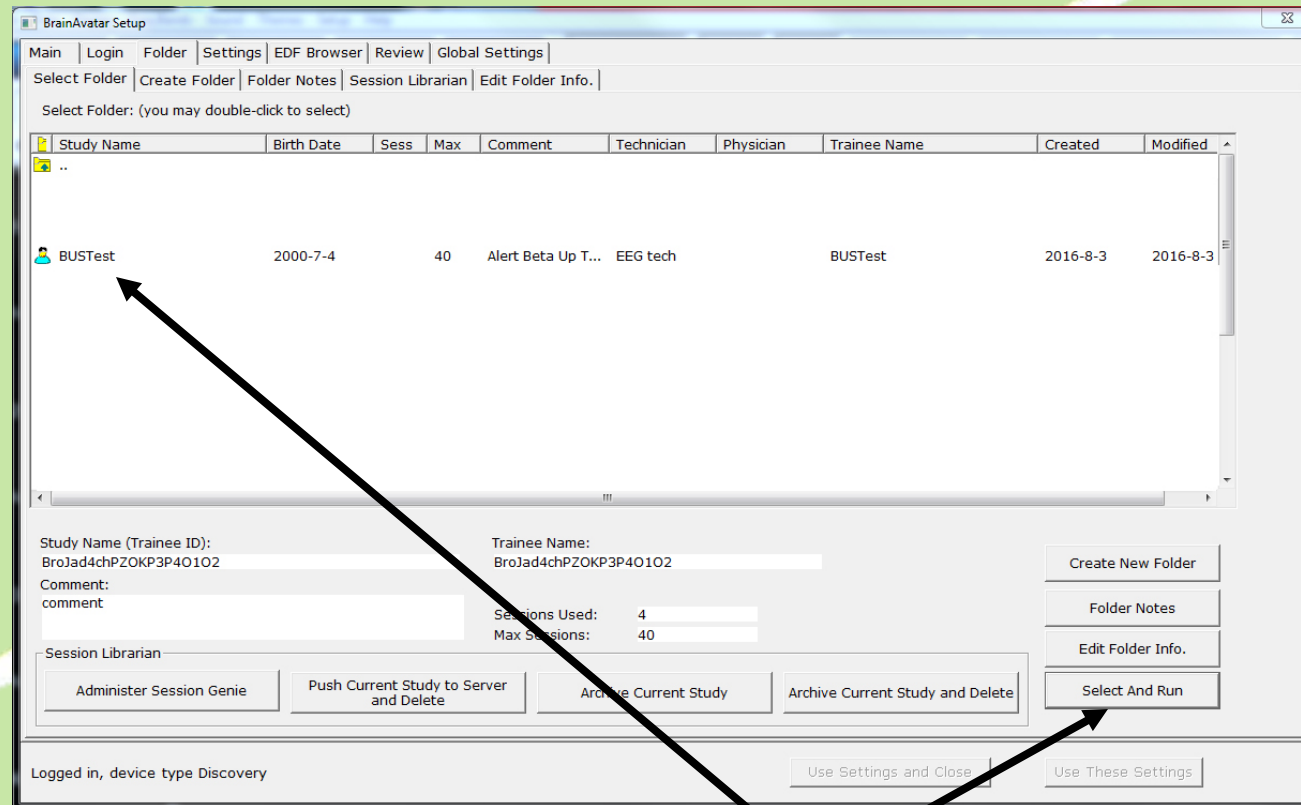 BrainAvatar Setup
Main Login Folder Settings EDF Browser Review Global Settings
Select Folder Create Folder Folder Notes Session Librarian Edit Folder Info.
Select Folder: (you may double-click to select)
Study Name Birth Date Sess Max Comment Technician Physician Trainee Name Created Modified
..
BUSTest 2000-7-4 40 Alert Beta Up T... EEG tech BUSTest 2016-8-3 2016-8-3
Study Name (Trainee ID): Trainee Name:
BroJad4chPZOKP3P4O1O2 BroJad4chPZOKP3P4O1O2
Comment:
comment
Sessions Used: 4
Max Sessions: 40
Create New Folder
Folder Notes
Edit Folder Info.
Select And Run
Session Librarian
Administer Session Genie
Push Current Study to Server
and Delete
Archive Current Study
Archive Current Study and Delete
Logged in, device type Discovery
Use Settings and Close
Use These Settings